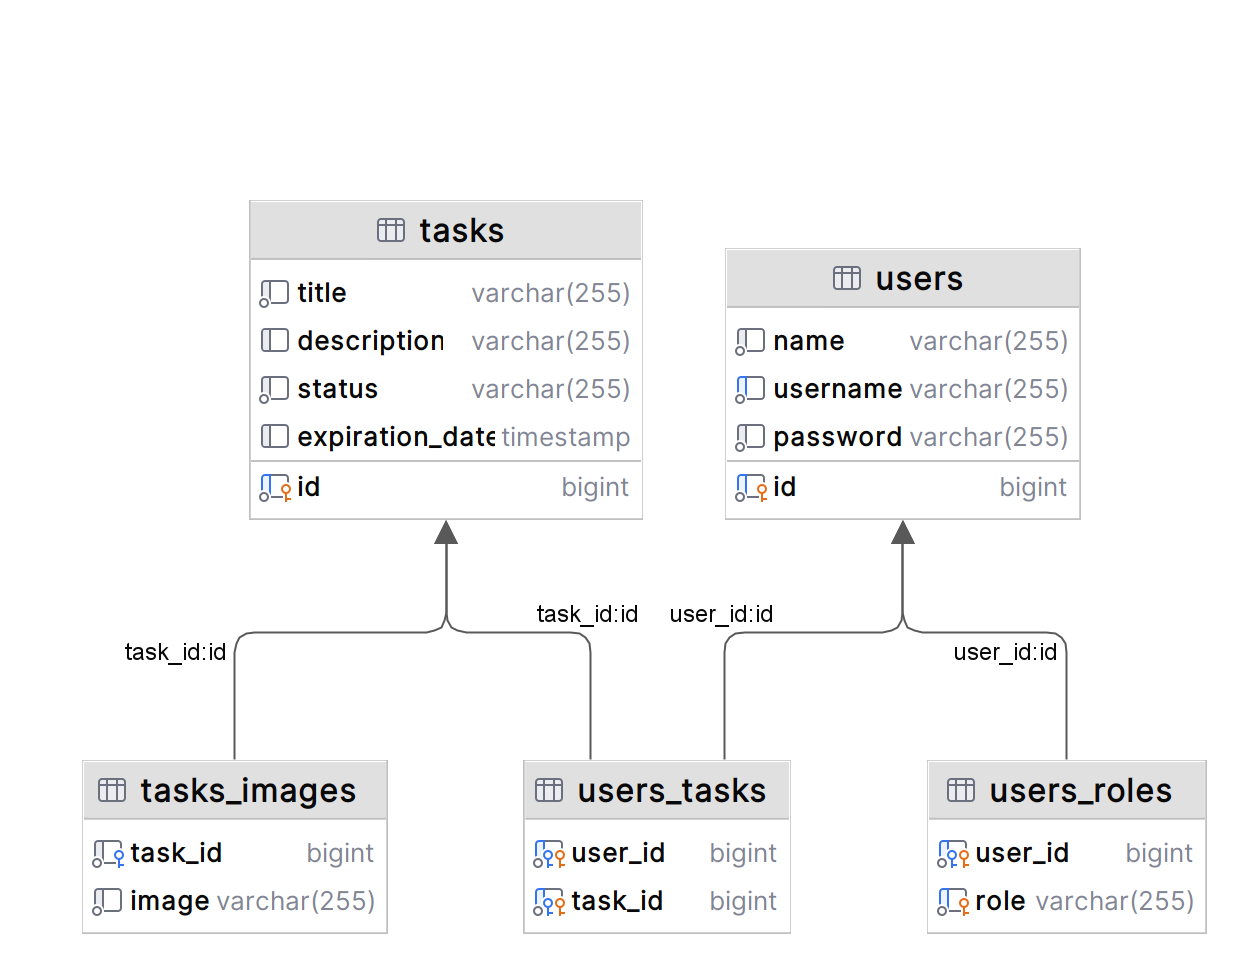 tasks
title varchar(255)
description varchar(255)
status varchar(255)
expiration_date timestamp
id bigint
users
name varchar(255)
username varchar(255)
password varchar(255)
id bigint
task_id:id
user_id:id
task_id:id
user_id:id
tasks_images
task_id bigint
image varchar(255)
users_tasks
user_id bigint
task_id bigint
users_roles
user_id bigint
role varchar(255)